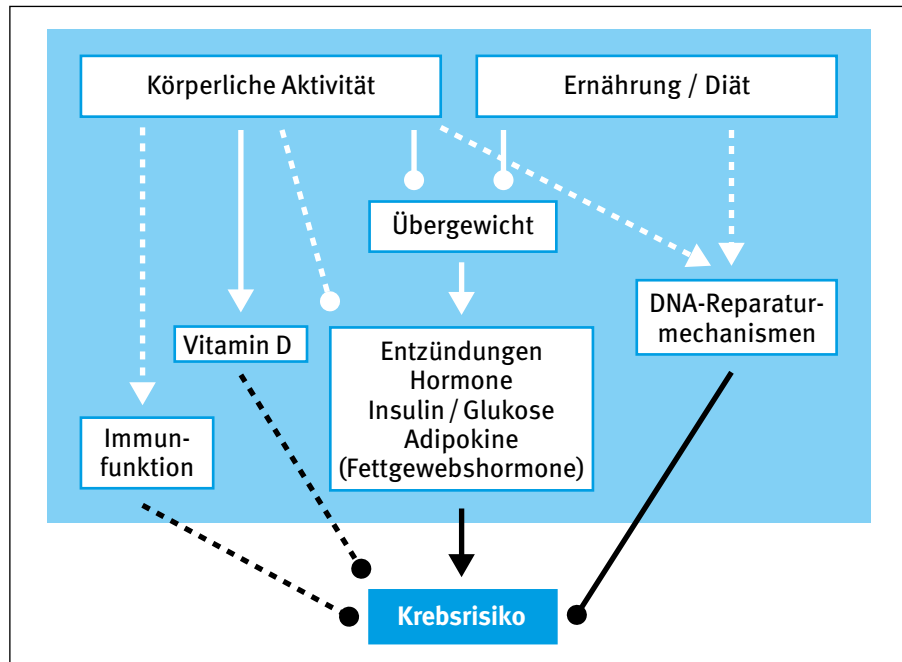 Körperliche Aktivität
Ernährung / Diät
Übergewicht
DNA-Reparatur-
mechanismen
Vitamin D
Entzündungen
Hormone
Insulin / Glukose
Adipokine
(Fettgewebshormone)
Immun-
funktion
Krebsrisiko